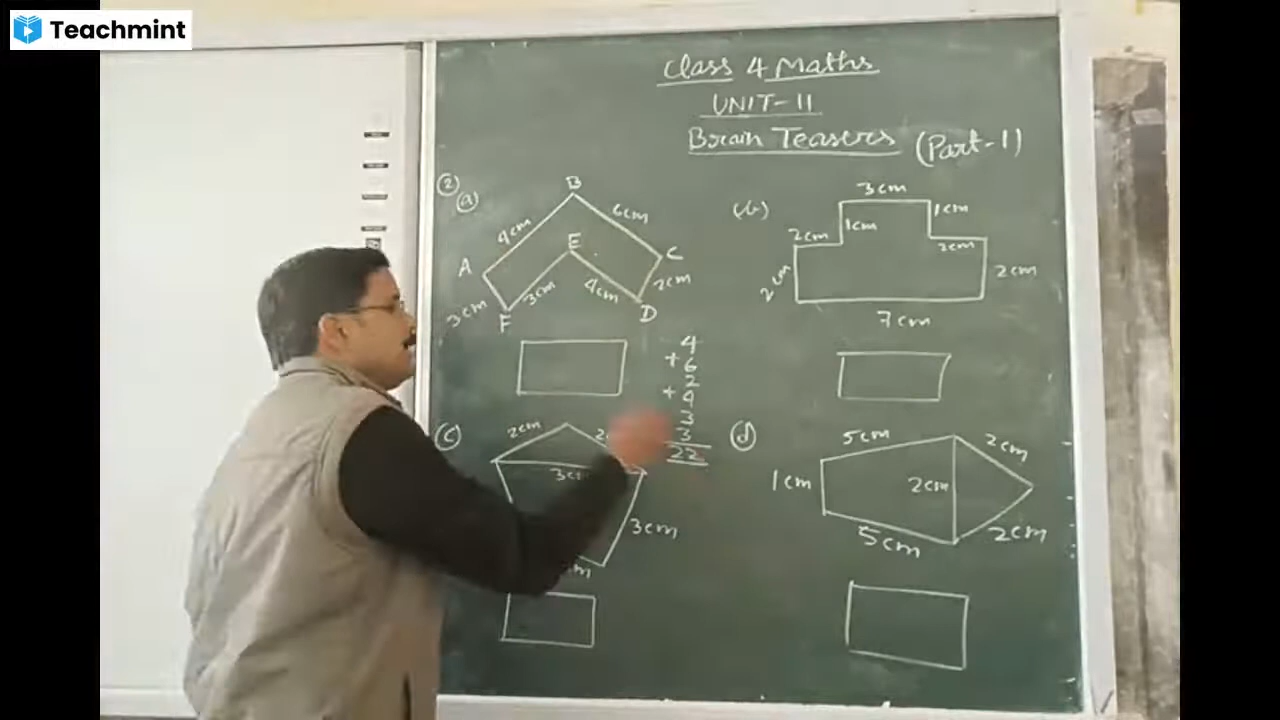 Teachmint
Class 4 Maths
UNIT-11
Brain Teasers (Part-1)
(2)
(a)
B
4cm
6cm
A
E
C
3cm
3cm
4cm
2cm
F
D
4
+ 6
2
+ 4
3
3
22
(b)
3cm
1cm
1cm
2cm
2cm
2cm
2cm
7cm
(c)
2cm
3cm
3cm
(d)
5cm
2cm
1cm
2cm
5cm
2cm